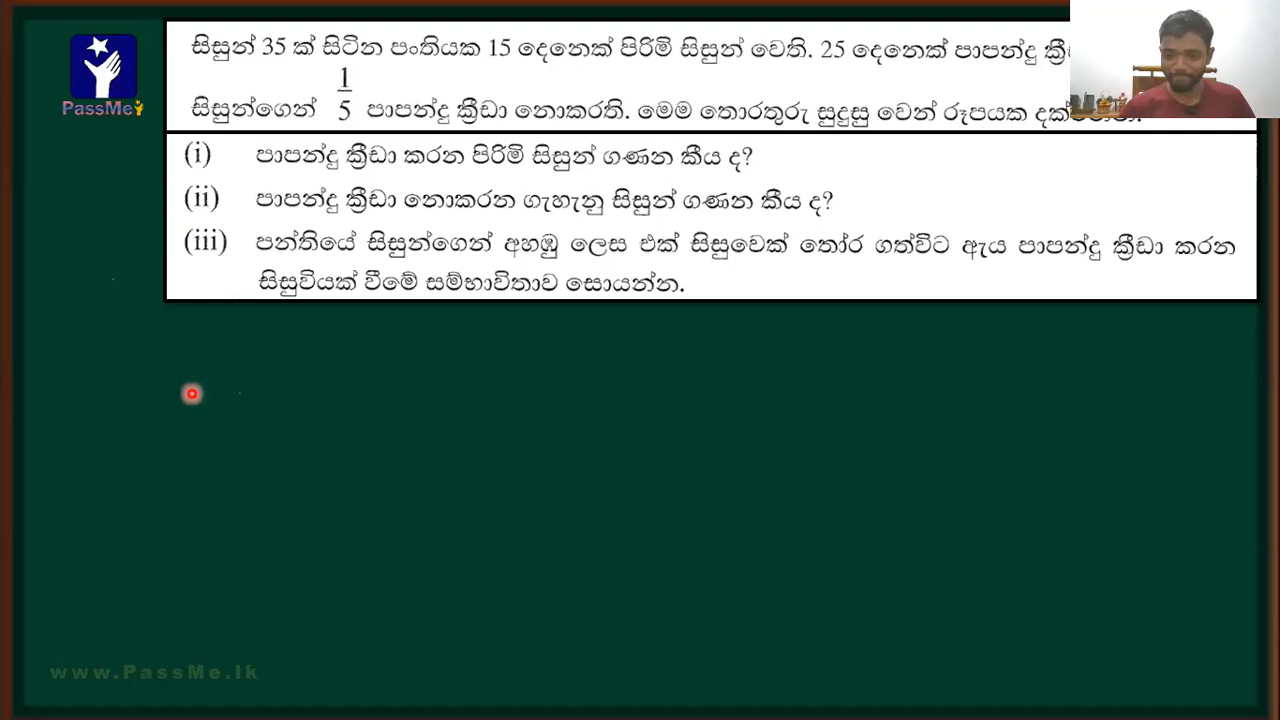 සිසුන් 35 ක් සිටින පංතියක 15 දෙනෙක් පිරිමි සිසුන් වෙති. 25 දෙනෙක් පාපන්දු
සිසුන්ගෙන් 1/5 පාපන්දු ක්‍රීඩා නොකරති. මෙම තොරතුරු සුදුසු වෙන් රූපයක
(i) පාපන්දු ක්‍රීඩා කරන පිරිමි සිසුන් ගණන කීය ද?
(ii) පාපන්දු ක්‍රීඩා නොකරන ගැහැනු සිසුන් ගණන කීය ද?
(iii) පන්තියේ සිසුන්ගෙන් අහඹු ලෙස එක් සිසුවෙක් තෝර ගත්විට ඇය පාපන්දු ක්‍රීඩා කරන
සිසුවියක් වීමේ සම්භාවිතාව සොයන්න.
PassMe
www.PassMe.lk